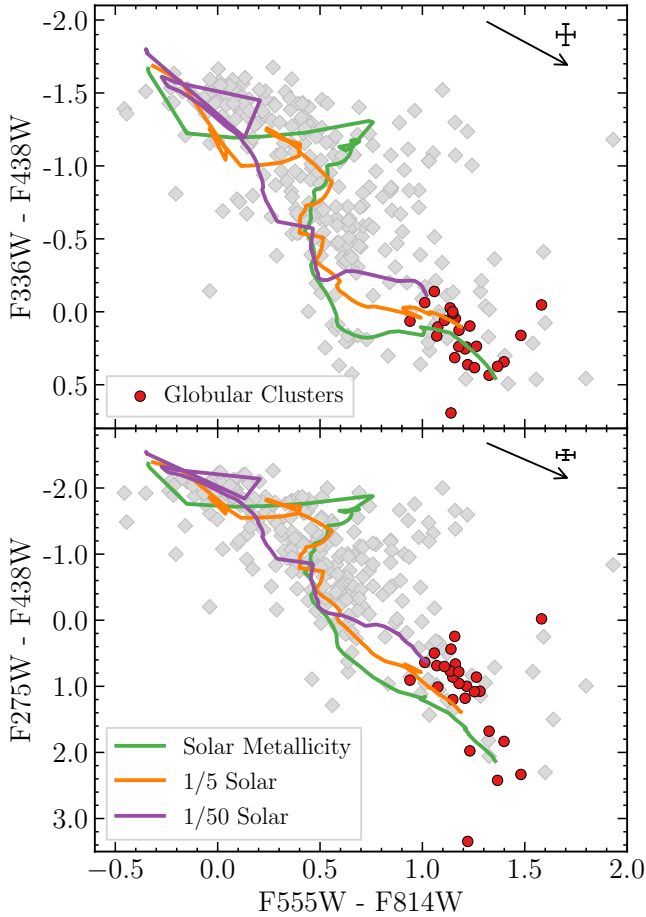 -2.0
-1.5
-1.0
-0.5
0.0
0.5
F336W - F438W
Globular Clusters
-2.0
-1.0
0.0
1.0
2.0
3.0
F275W - F438W
Solar Metallicity
1/5 Solar
1/50 Solar
−0.5 0.0 0.5 1.0 1.5 2.0
F555W - F814W